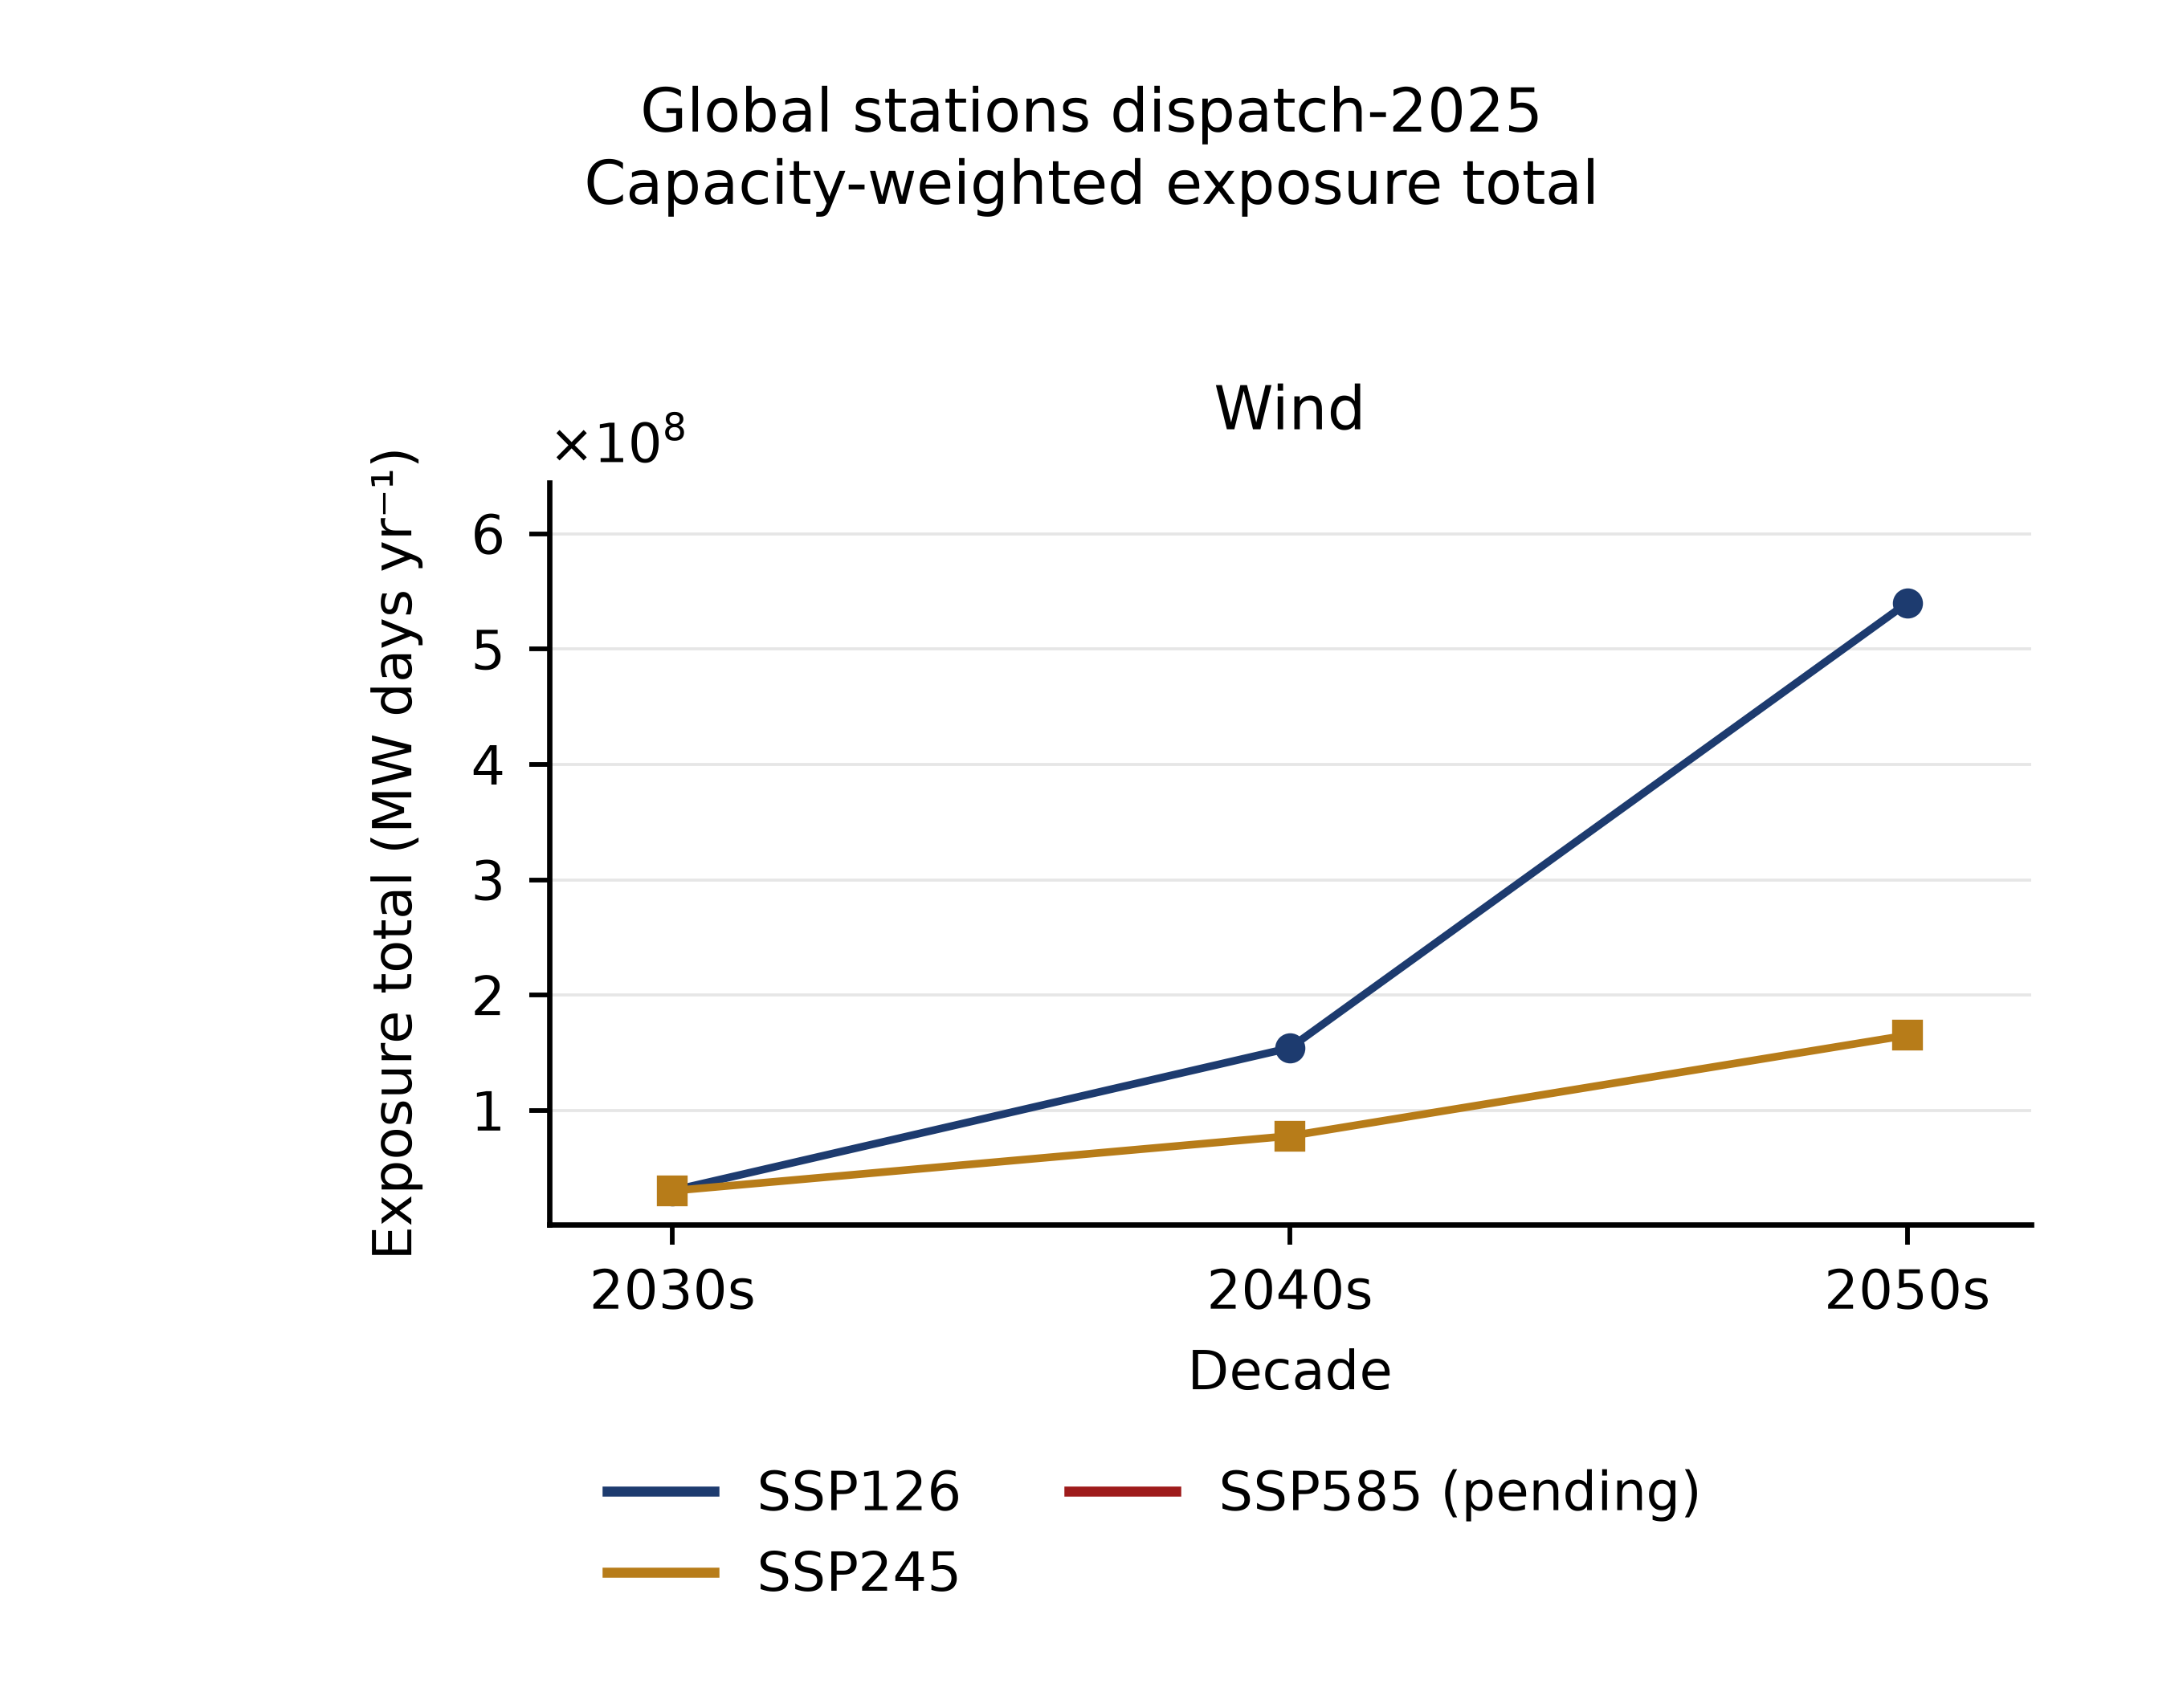 Global stations dispatch-2025
Capacity-weighted exposure total
Wind
×10⁸
Exposure total (MW days yr⁻¹)
6
5
4
3
2
1
2030s 2040s 2050s
Decade
SSP126 SSP585 (pending)
SSP245